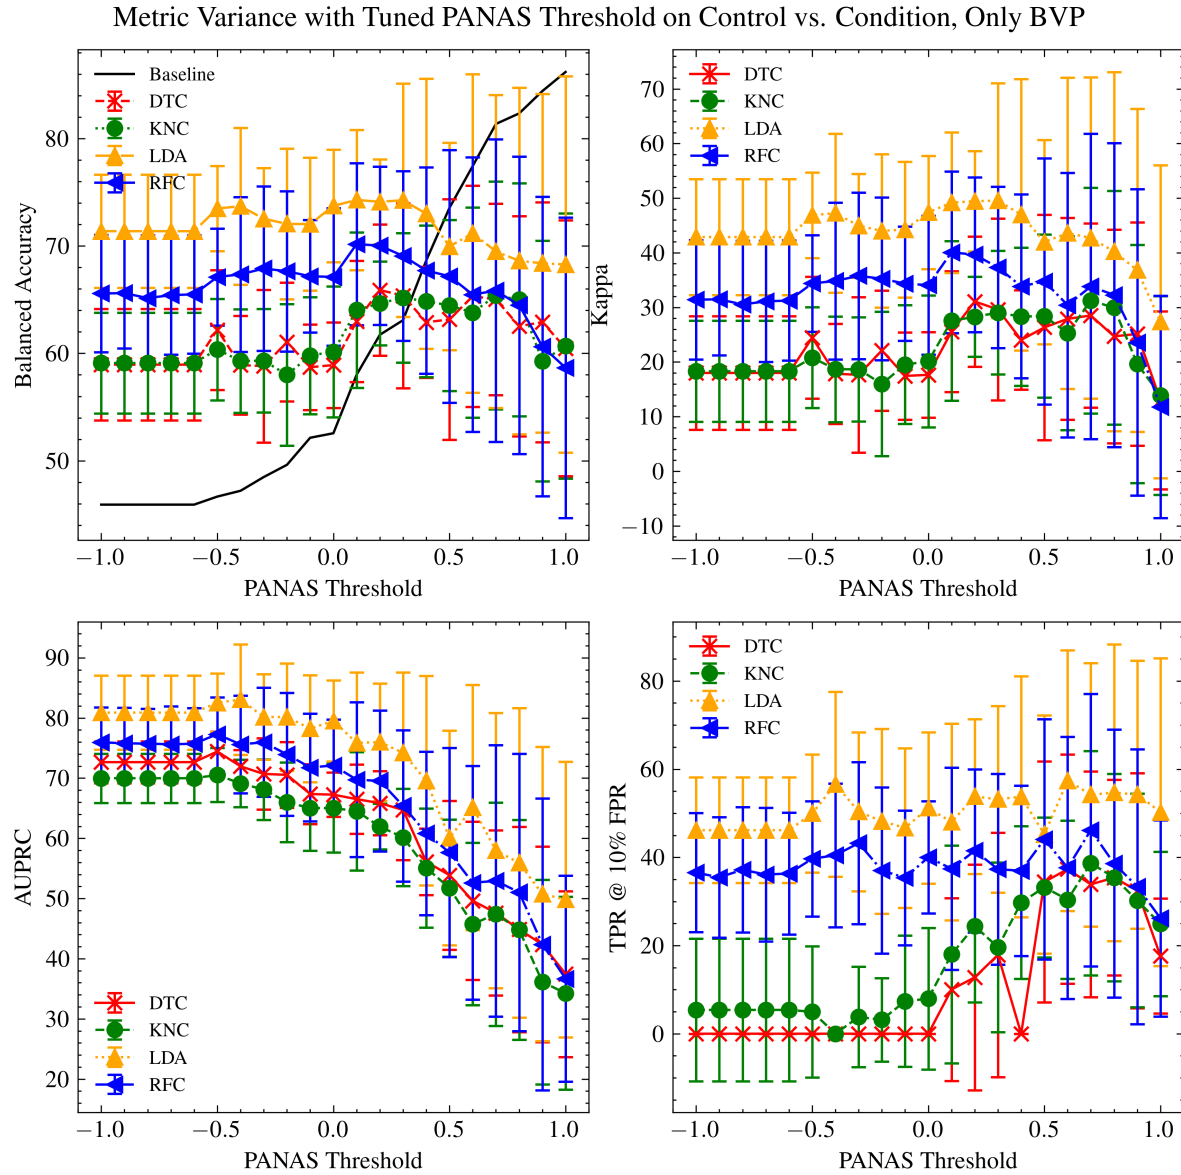 Metric Variance with Tuned PANAS Threshold on Control vs. Condition, Only BVP
Baseline
DTC
KNC
LDA
RFC
Balanced Accuracy
80
70
60
50
−1.0 −0.5 0.0 0.5 1.0
PANAS Threshold
DTC
KNC
LDA
RFC
Kappa
70
60
50
40
30
20
10
0
−10
−1.0 −0.5 0.0 0.5 1.0
PANAS Threshold
AUPRC
90
80
70
60
50
40
30
20
DTC
KNC
LDA
RFC
−1.0 −0.5 0.0 0.5 1.0
PANAS Threshold
DTC
KNC
LDA
RFC
TPR @ 10% FPR
80
60
40
20
0
−1.0 −0.5 0.0 0.5 1.0
PANAS Threshold